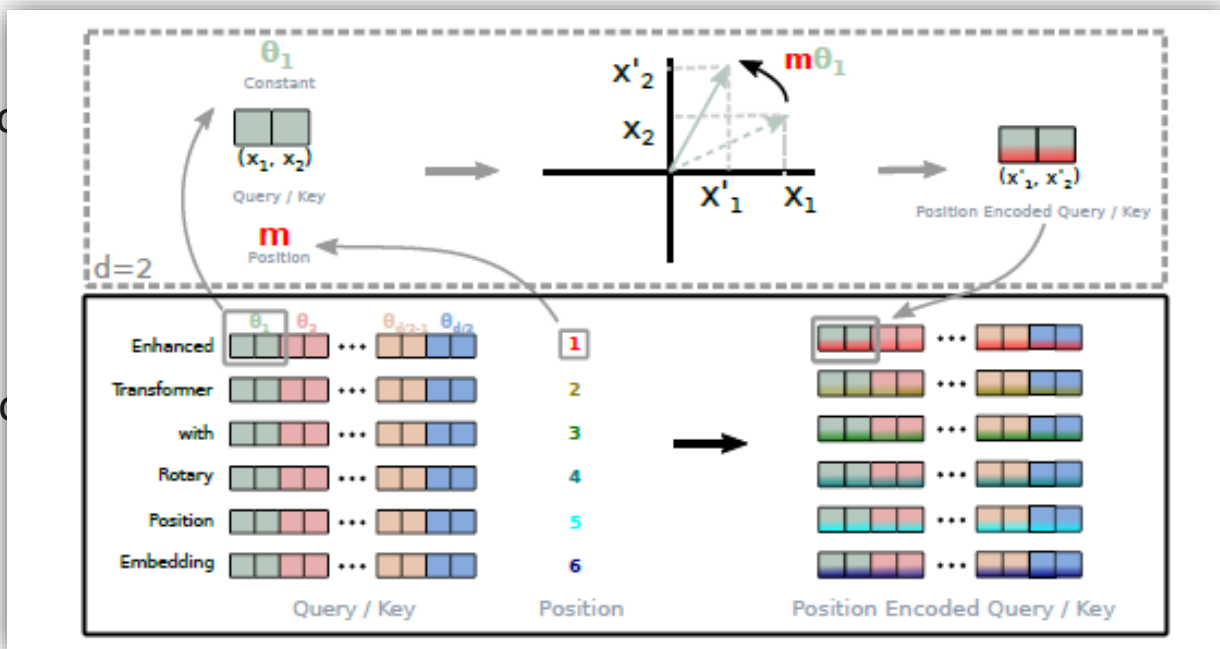 θ₁
Constant
(x₁, x₂)
Query / Key
m
Position
d=2
x'₂
x₂
x'₁
x₁
mθ₁
(x'₁, x'₂)
Position Encoded Query / Key
θ₁ θ₂ θd/2-1 θd/2
Enhanced ... 1 ...
Transformer ... 2 ...
with ... 3 ...
Rotary ... 4 ...
Position ... 5 ...
Embedding ... 6 ...
Query / Key Position Position Encoded Query / Key